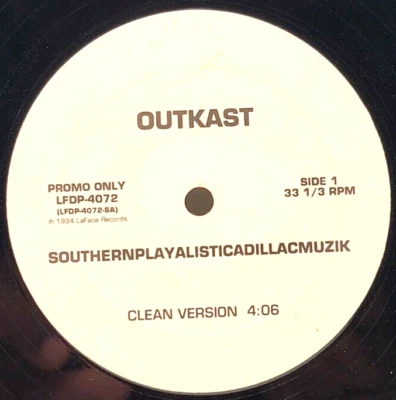 OUTKAST
PROMO ONLY
LFDP-4072
(LFDP-4072-SA)
℗ 1994 LaFace Records
SIDE 1
33 1/3 RPM
SOUTHERNPLAYALISTICADILLACMUZIK
CLEAN VERSION 4:06